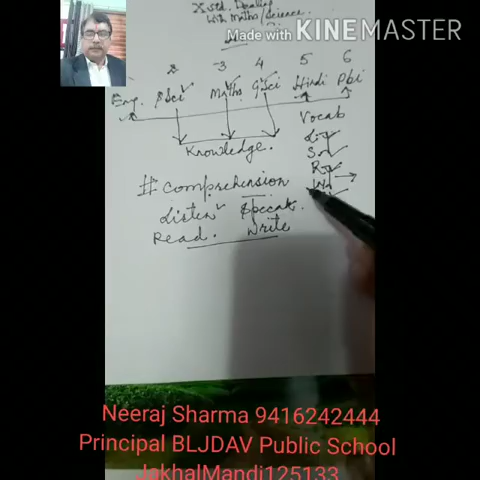 X std. Dealing
with Maths/Science
Made with KINEMASTER
2 3 4 5 6
Eng. SSci Maths G Sci Hindi Pbi
Vocab
Knowledge.
L
S
R
W
# Comprehension
Listen Speak.
Read. Write
Neeraj Sharma 9416242444
Principal BLJDAV Public School
JakhalMandi125133